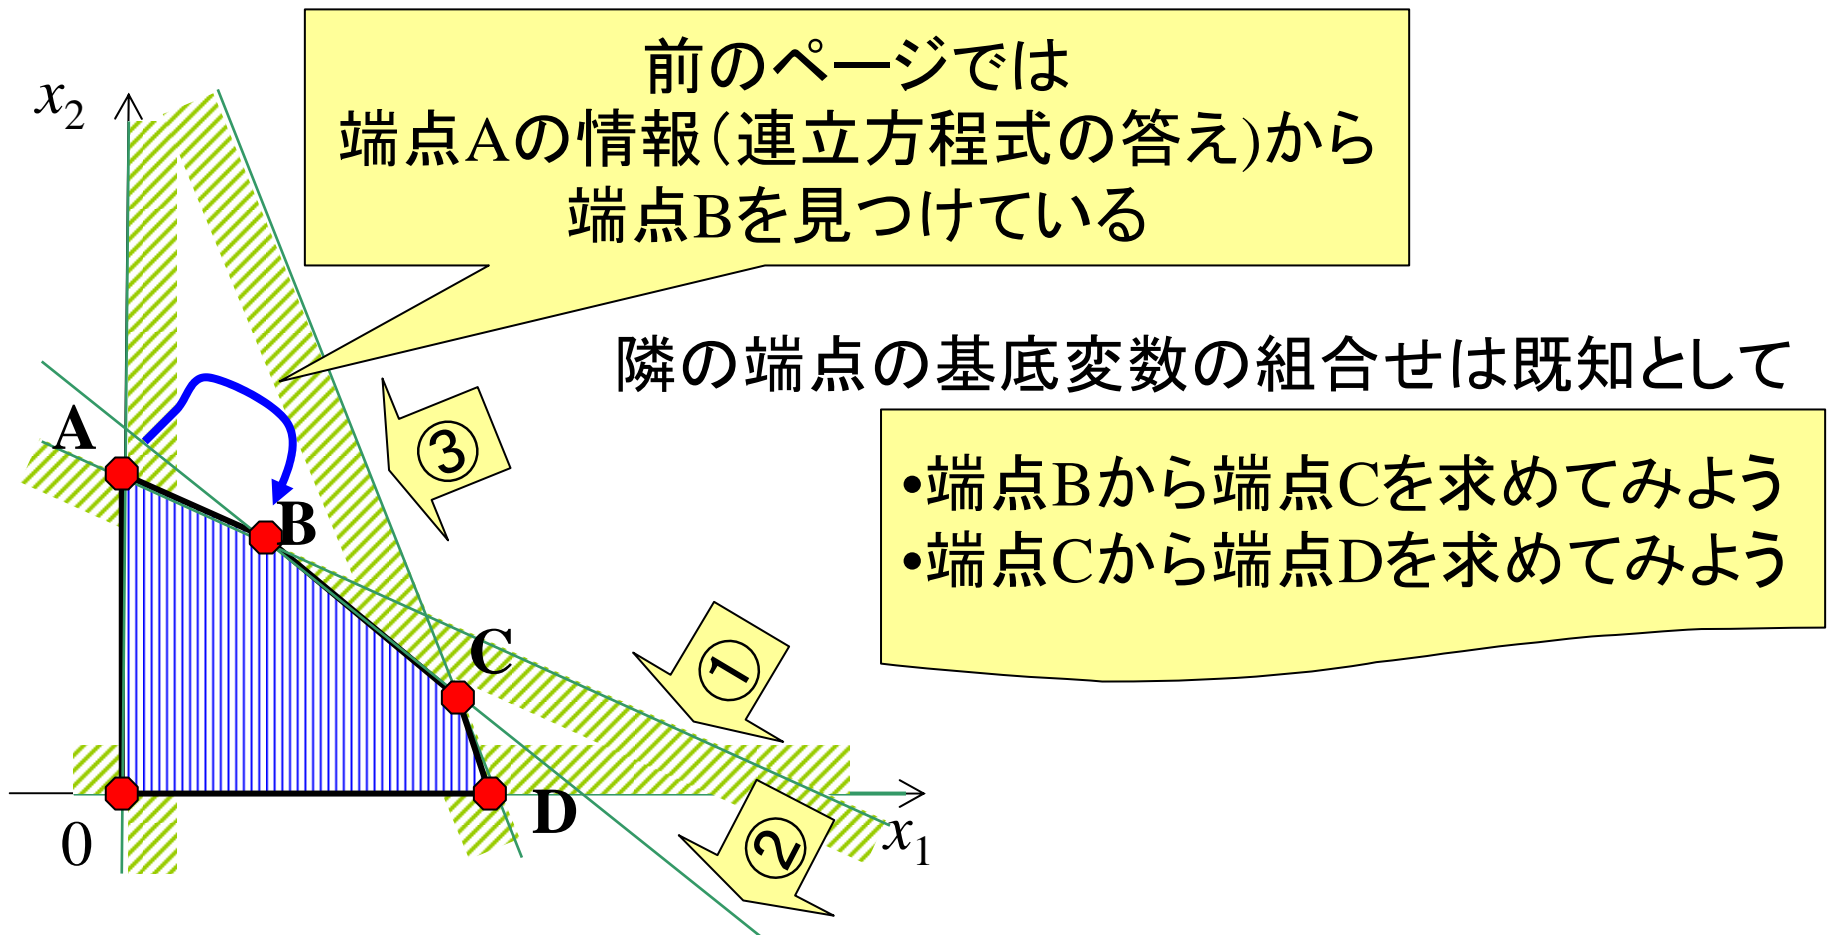 前のページでは
端点Aの情報（連立方程式の答え)から
端点Bを見つけている
x2
隣の端点の基底変数の組合せは既知として
A
③
B
•端点Bから端点Cを求めてみよう
•端点Cから端点Dを求めてみよう
C
①
D
②
0
x1